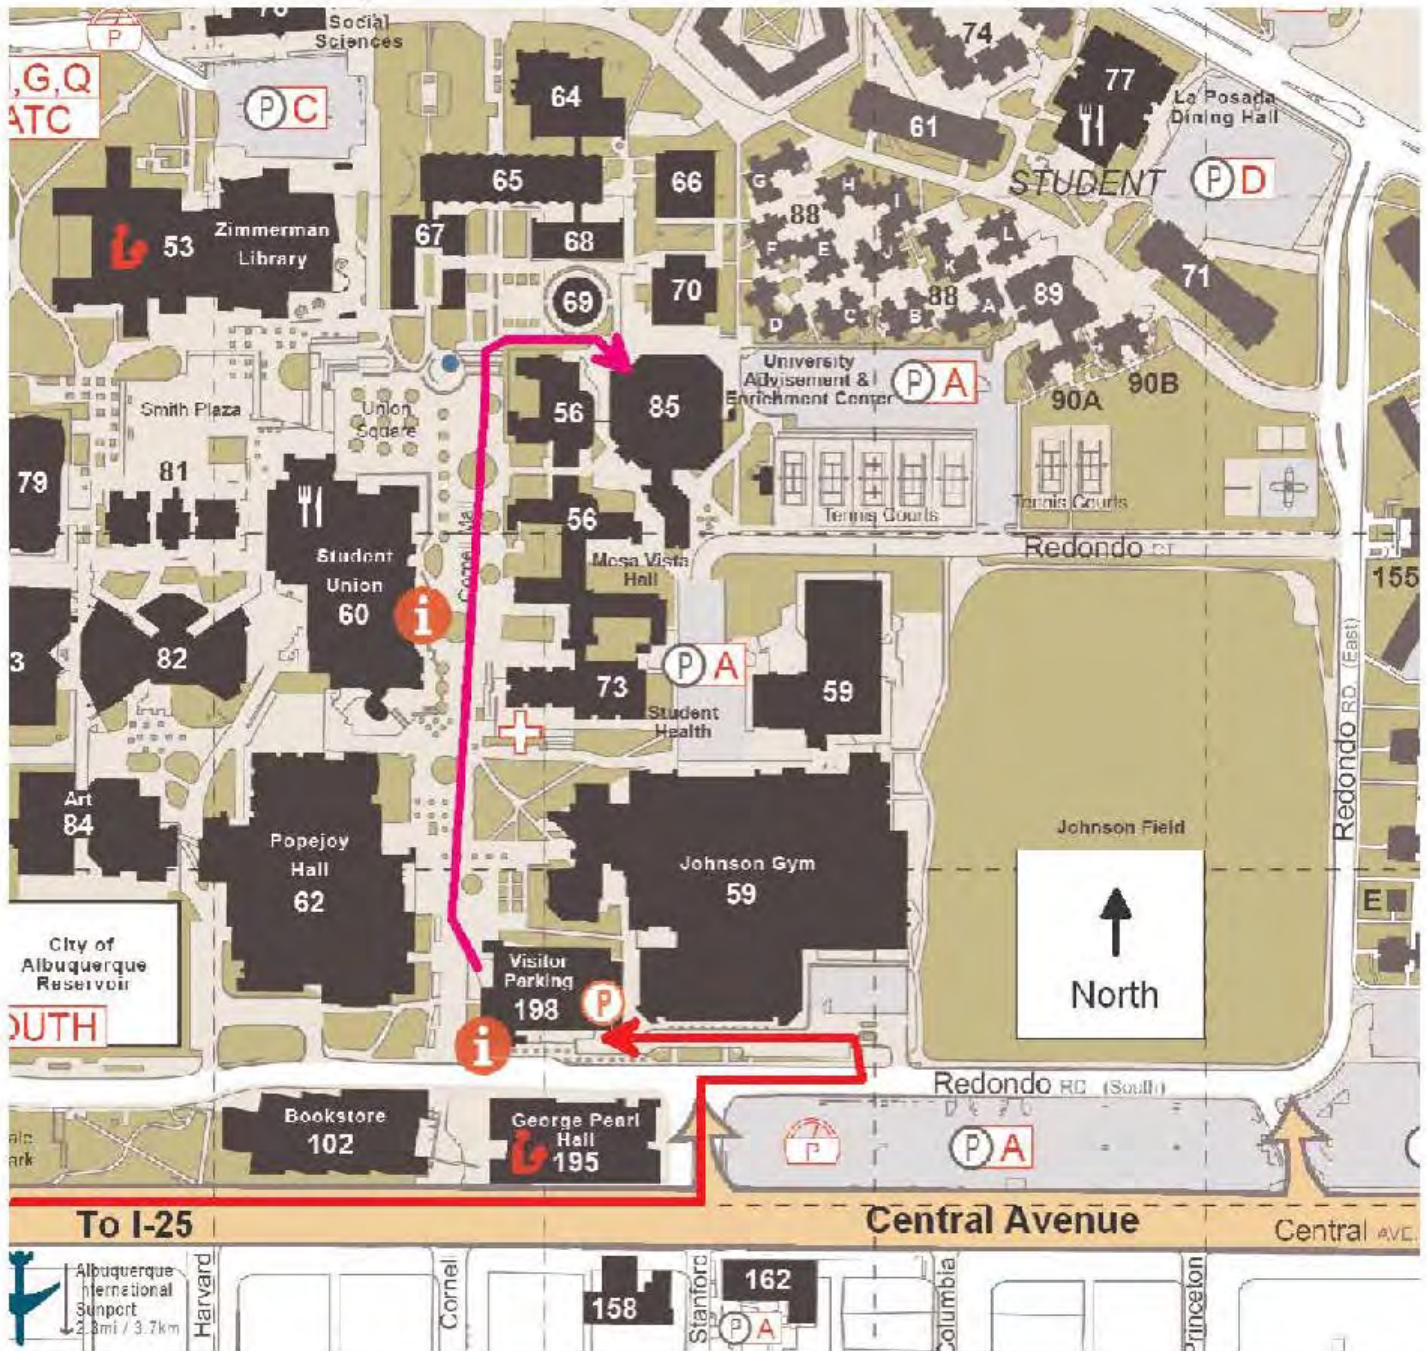 Social
Sciences
P
,G,Q
ATC
P C
64
74
77
La Posada
Dining Hall
61
65
66
STUDENT
P D
53
Zimmerman
Library
67
68
G
H
I
88
F
E
J
L
K
71
69
70
88
89
D
C
B
A
University
Advisement &
Enrichment Center
P A
90A
90B
Smith Plaza
Union
Square
56
85
79
81
56
Tennis Courts
Tennis Courts
Redondo CT
Mesa Vista
Hall
155
Student
Union
60
i
3
82
73
P A
59
Student
Health
Redondo RD. (East)
Art
84
Popejoy
Hall
62
Johnson Gym
59
Johnson Field
E
City of
Albuquerque
Reservoir
OUTH
Visitor
Parking
198
P
North
i
Redondo RD. (South)
Bookstore
102
George Pearl
Hall
195
P
P A
ark
To I-25
Central Avenue
Central AVE.
Albuquerque
International
Sunport
2.3mi / 3.7km
Harvard
Cornell
158
Stanford
162
P A
Columbia
Princeton